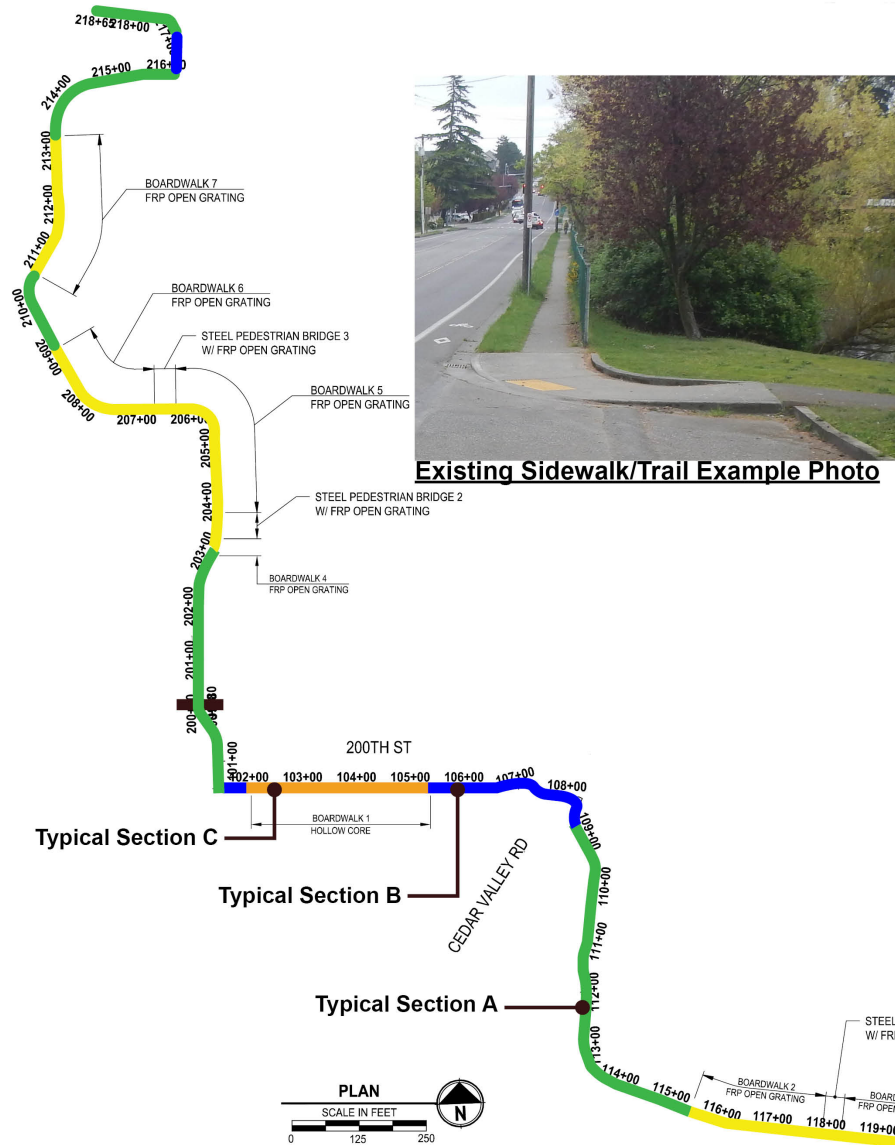 218+65
218+00
216+00
215+00
214+00
213+00
212+00
211+00
210+00
209+00
208+00
207+00
206+00
205+00
204+00
203+00
202+00
201+00
BOARDWALK 7
FRP OPEN GRATING
BOARDWALK 6
FRP OPEN GRATING
STEEL PEDESTRIAN BRIDGE 3
W/ FRP OPEN GRATING
BOARDWALK 5
FRP OPEN GRATING
STEEL PEDESTRIAN BRIDGE 2
W/ FRP OPEN GRATING
BOARDWALK 4
FRP OPEN GRATING
Existing Sidewalk/Trail Example Photo
101+00
200TH ST
102+00
103+00
104+00
105+00
106+00
107+00
108+00
109+00
110+00
111+00
112+00
113+00
114+00
115+00
116+00
117+00
118+00
119+00
BOARDWALK 1
HOLLOW CORE
Typical Section C
Typical Section B
CEDAR VALLEY RD
Typical Section A
STEEL
BOARDWALK 2
FRP OPEN GRATING
PLAN
SCALE IN FEET
0 125 250
N